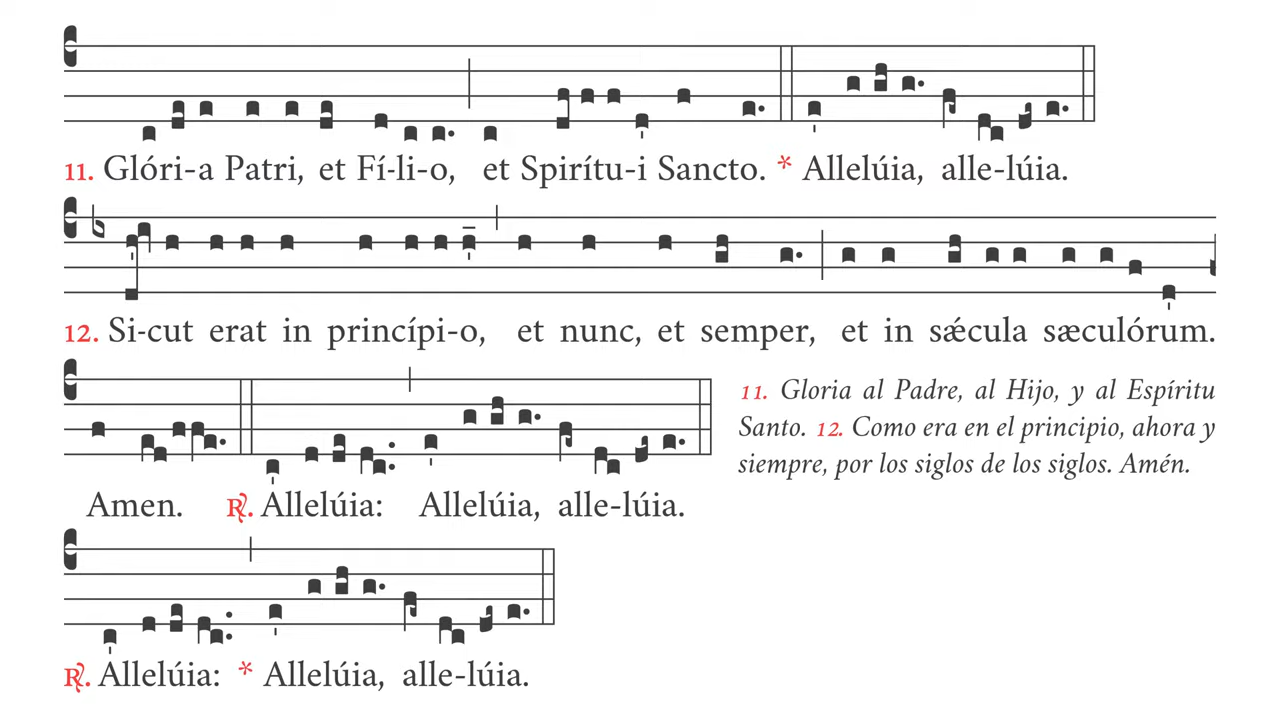 11. Glóri-a Patri, et Fí-li-o, et Spirítu-i Sancto. * Allelúia, alle-lúia.
12. Si-cut erat in princípi-o, et nunc, et semper, et in sǽcula sæculórum.
Amen. ℟. Allelúia: Allelúia, alle-lúia.
11. Gloria al Padre, al Hijo, y al Espíritu
Santo. 12. Como era en el principio, ahora y
siempre, por los siglos de los siglos. Amén.
℟. Allelúia: * Allelúia, alle-lúia.